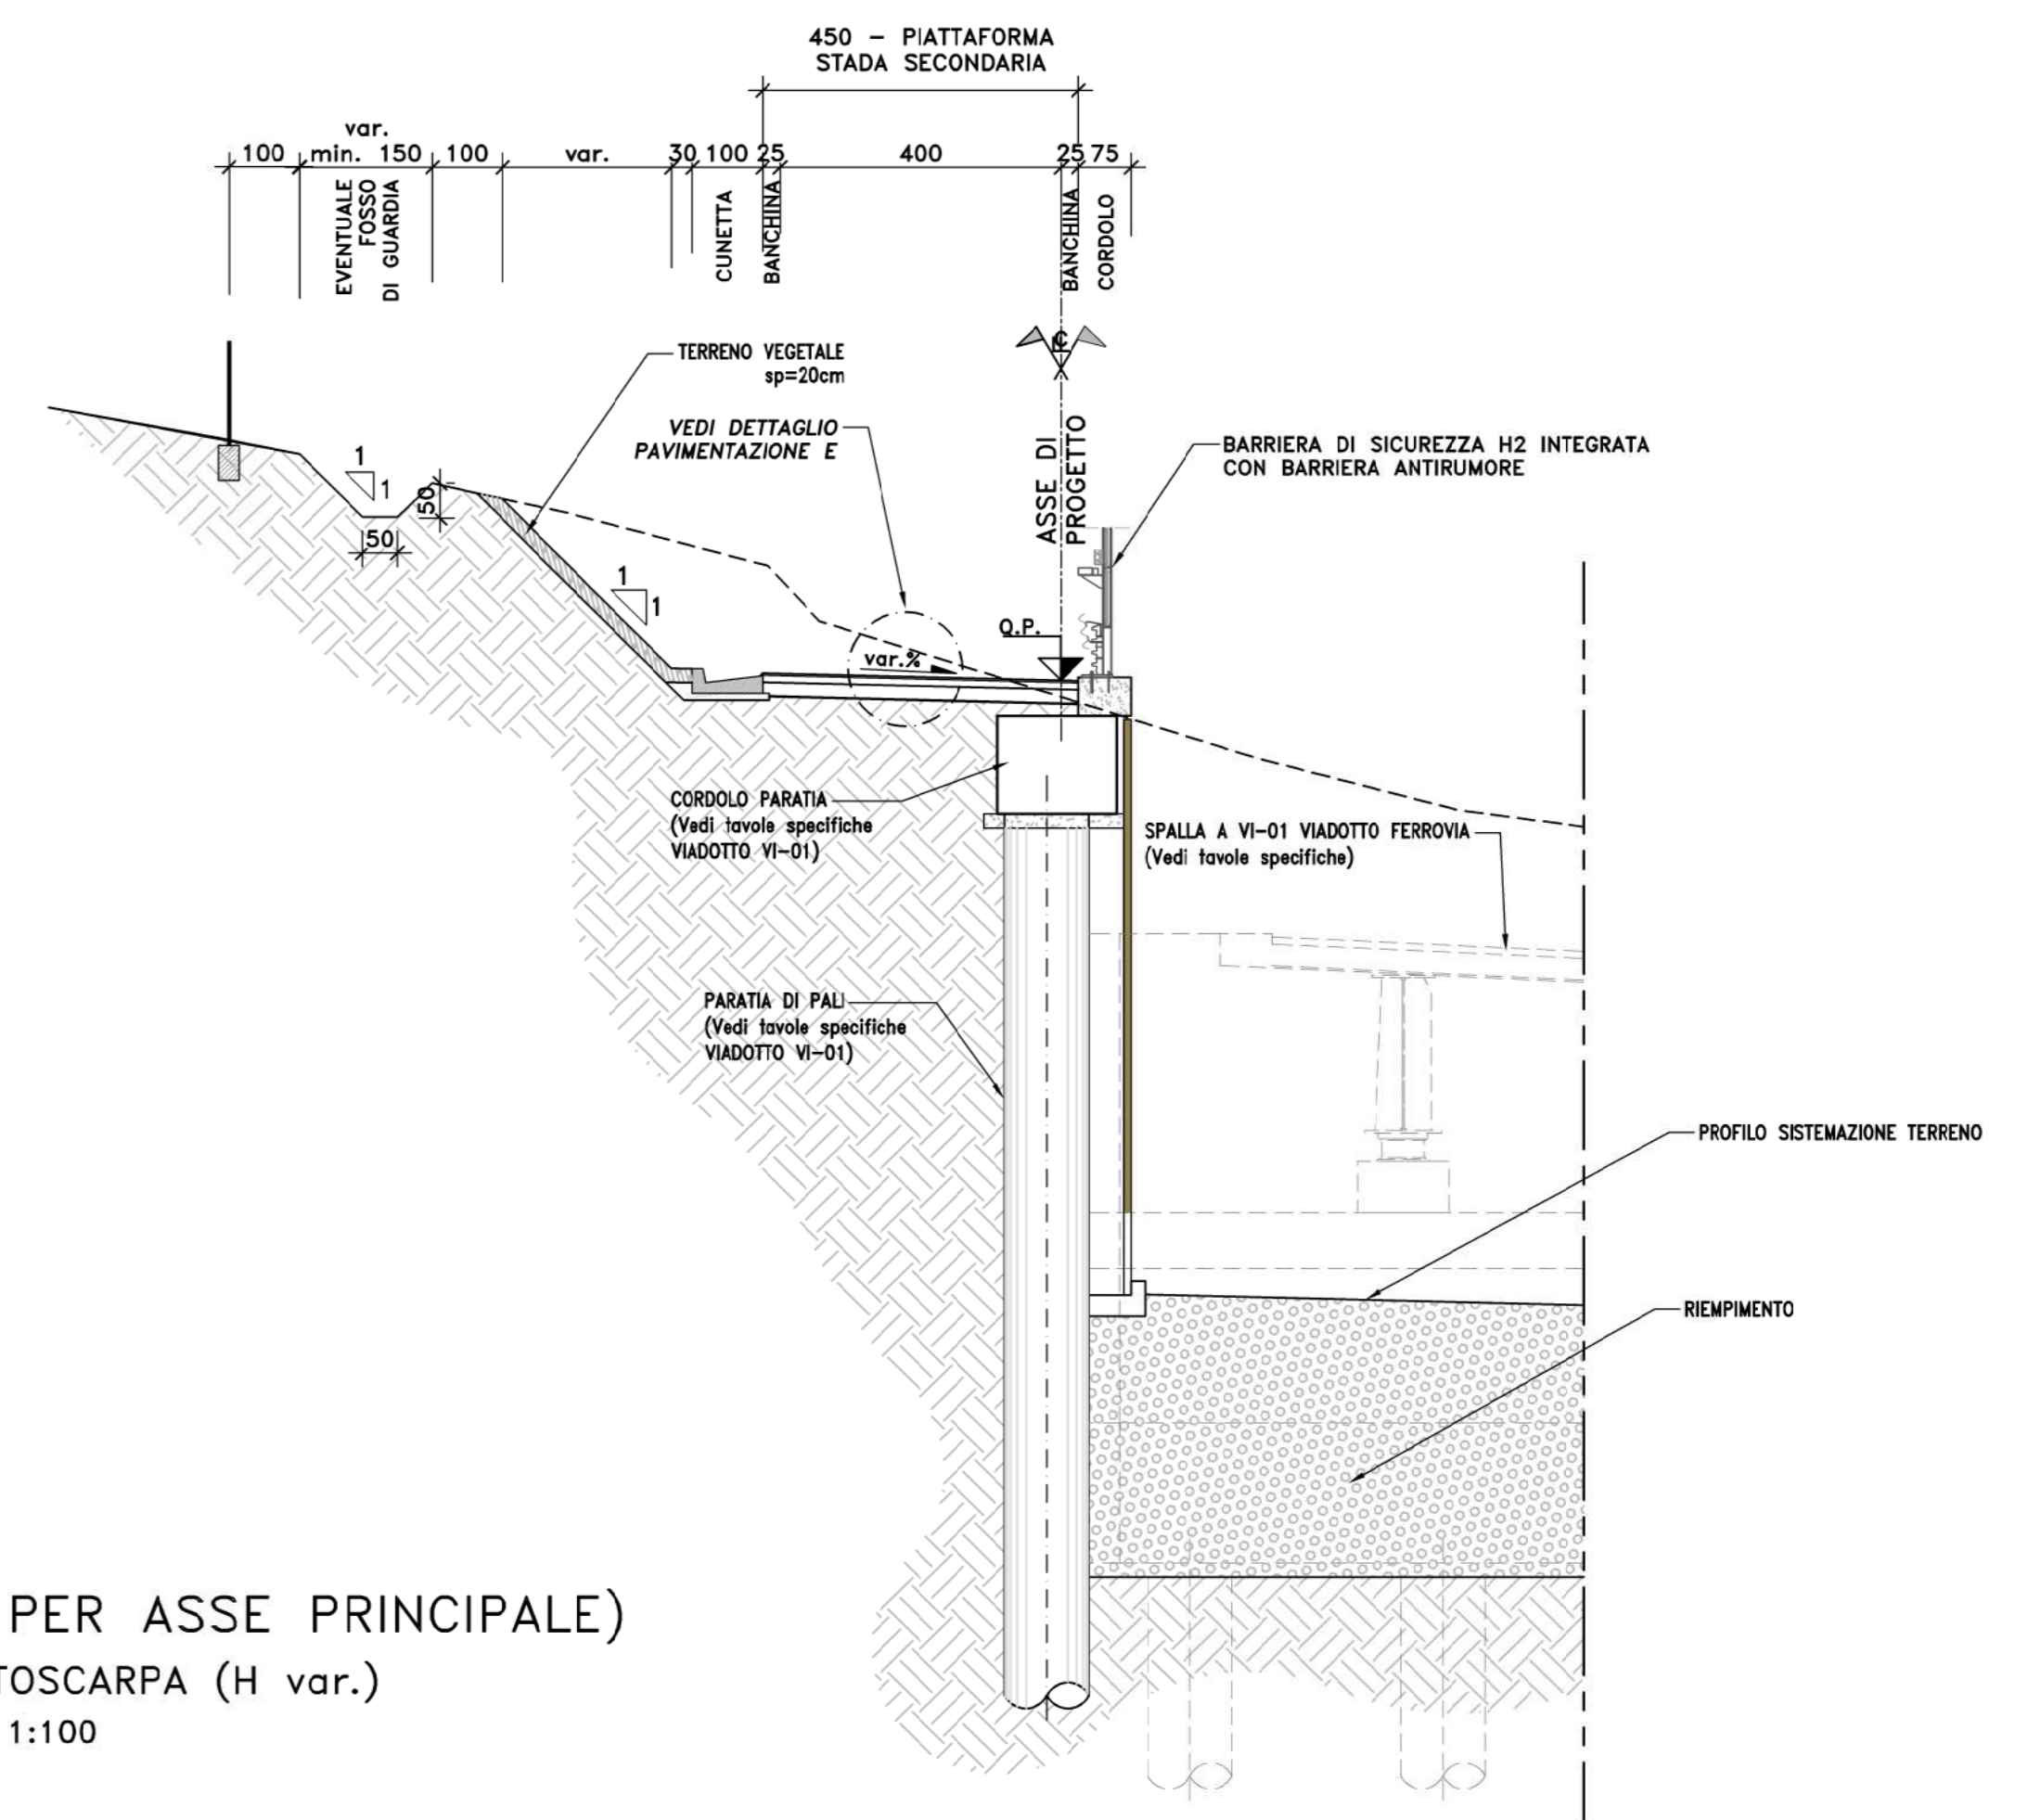 450 – PIATTAFORMA
STADA SECONDARIA
var.
100 min. 150 100 var. 30 100 25 400 25 75
EVENTUALE
FOSSO
DI GUARDIA
CUNETTA
BANCHINA
BANCHINA
CORDOLO
TERRENO VEGETALE
sp=20cm
VEDI DETTAGLIO
PAVIMENTAZIONE E
ASSE DI
PROGETTO
BARRIERA DI SICUREZZA H2 INTEGRATA
CON BARRIERA ANTIRUMORE
1
1
50
50
1
1
Q.P.
var.%
CORDOLO PARATIA
(Vedi tavole specifiche
VIADOTTO VI-01)
SPALLA A VI-01 VIADOTTO FERROVIA
(Vedi tavole specifiche)
PARATIA DI PALI
(Vedi tavole specifiche
VIADOTTO VI-01)
PROFILO SISTEMAZIONE TERRENO
RIEMPIMENTO
PER ASSE PRINCIPALE)
TOSCARPA (H var.)
1:100